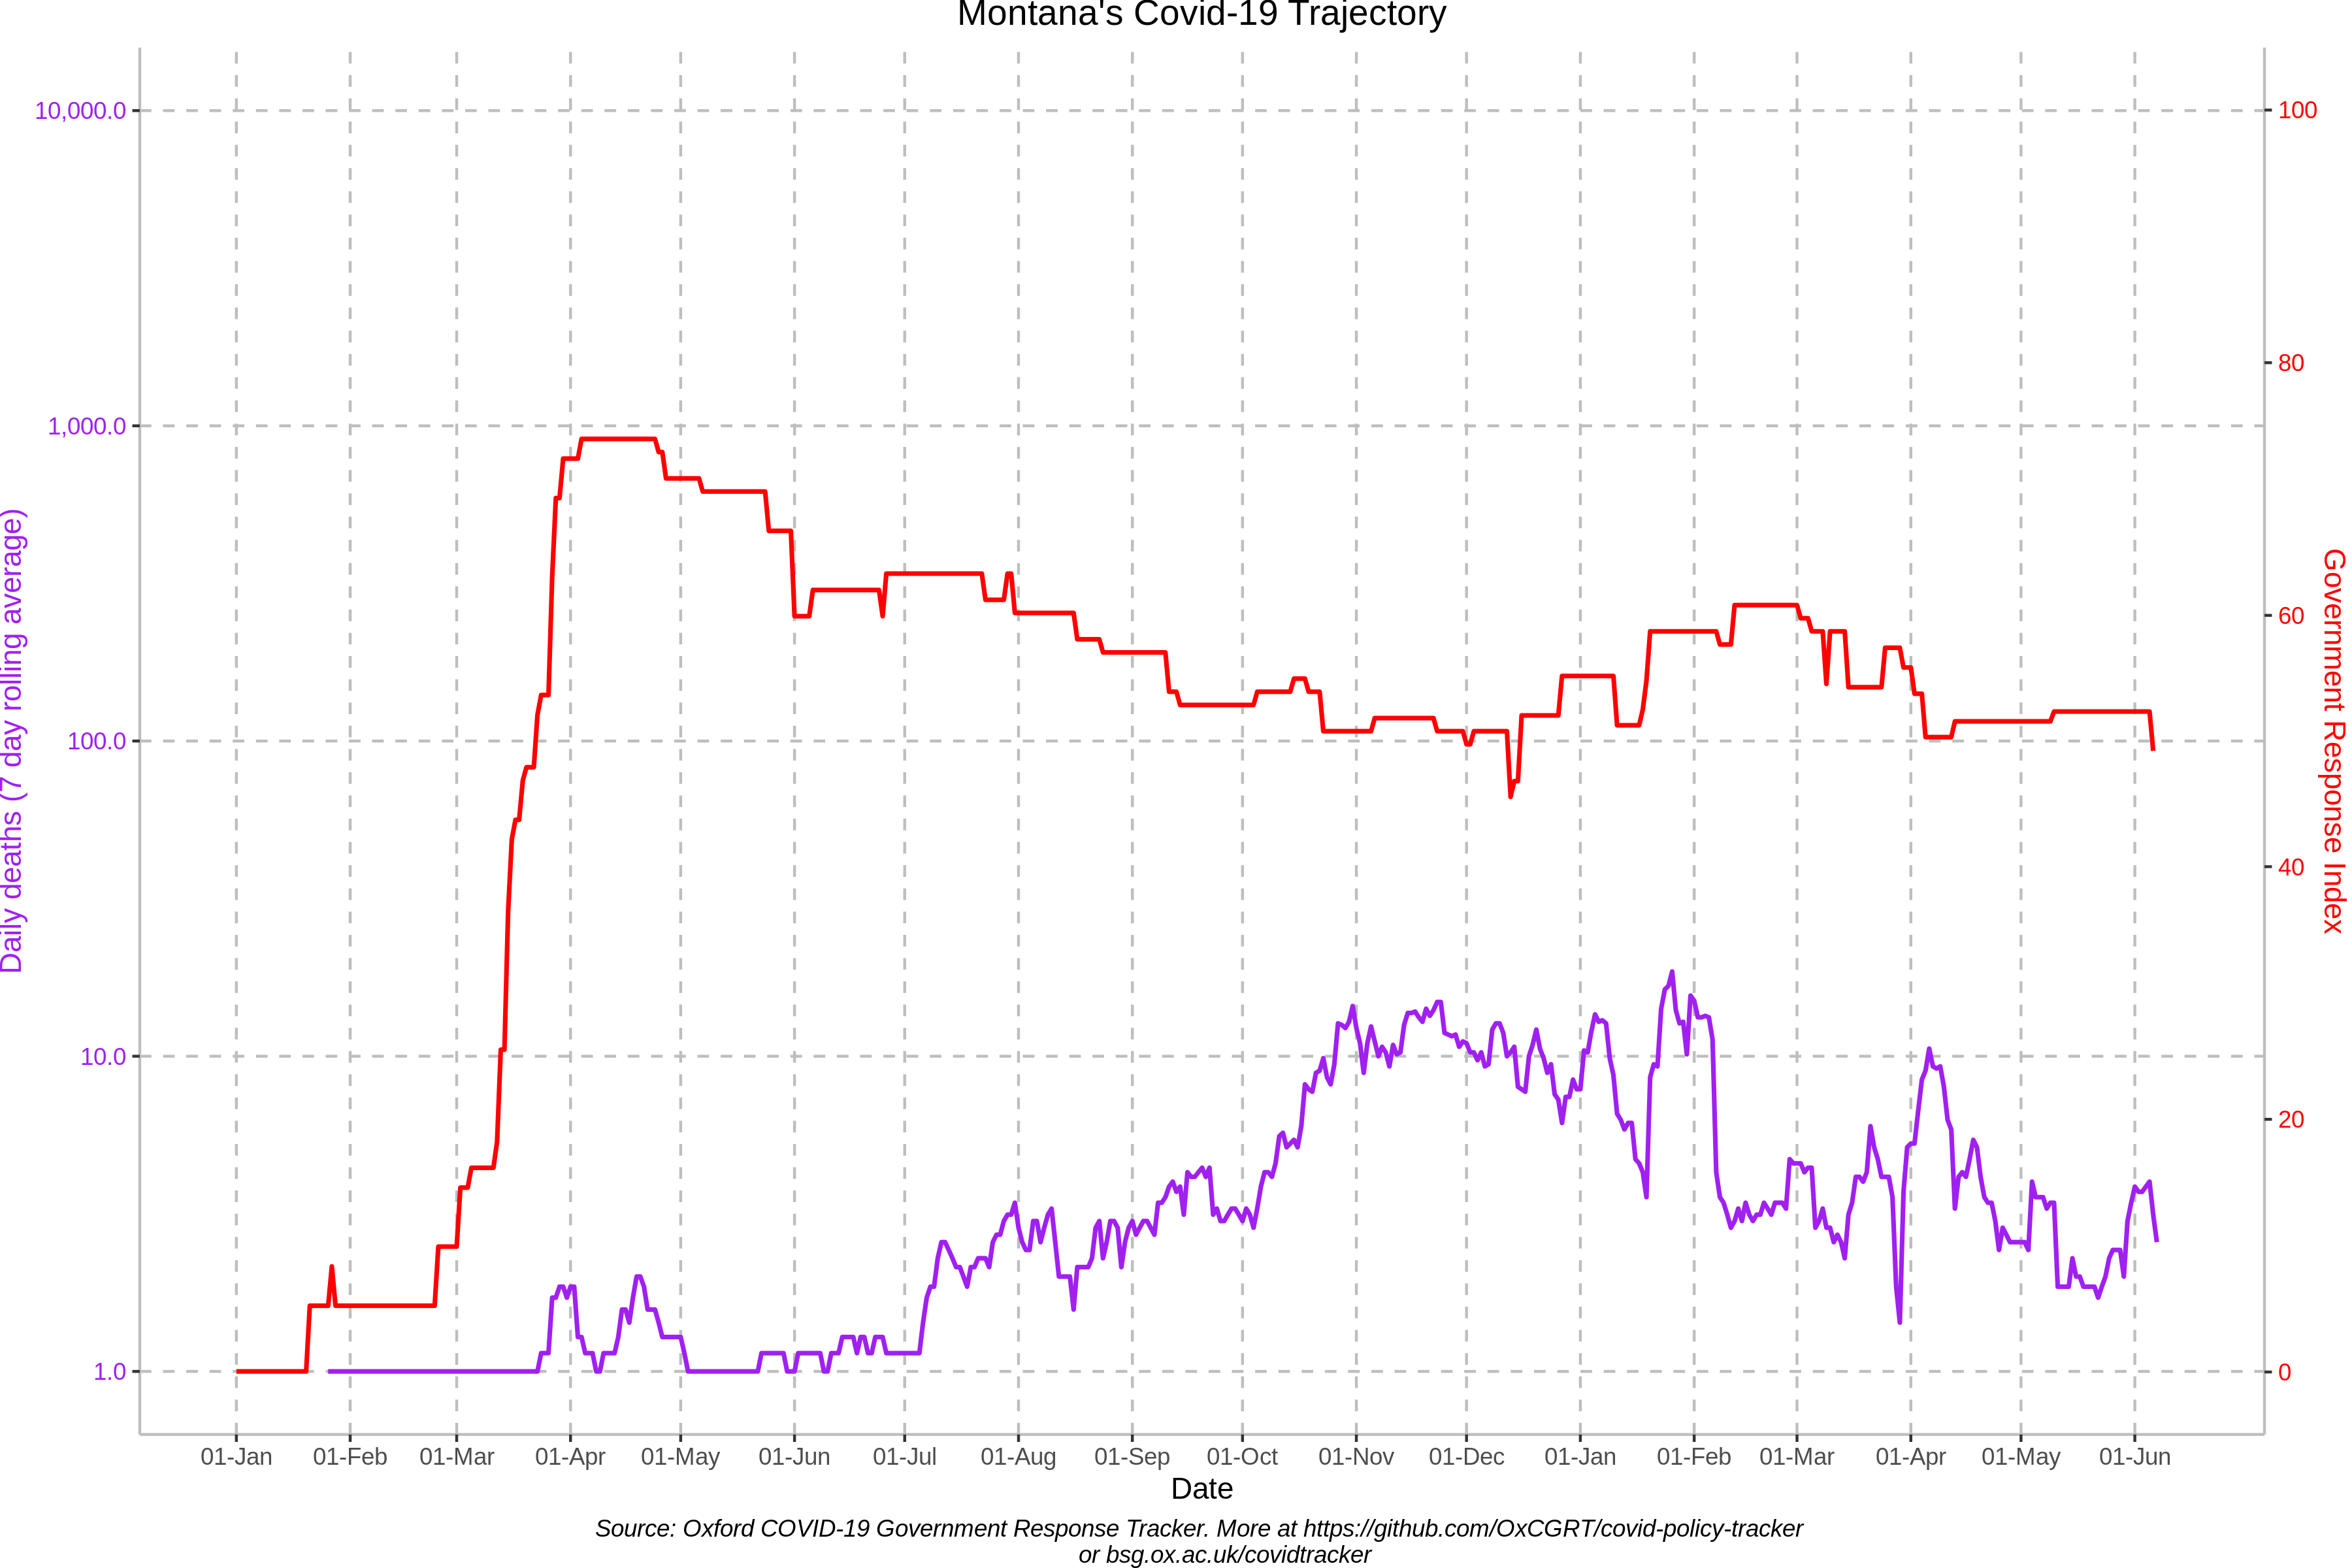 Montana's Covid-19 Trajectory
10,000.0
1,000.0
100.0
10.0
1.0
Daily deaths (7 day rolling average)
100
80
60
40
20
0
Government Response Index
01-Jan 01-Feb 01-Mar 01-Apr 01-May 01-Jun 01-Jul 01-Aug 01-Sep 01-Oct 01-Nov 01-Dec 01-Jan 01-Feb 01-Mar 01-Apr 01-May 01-Jun
Date
Source: Oxford COVID-19 Government Response Tracker. More at https://github.com/OxCGRT/covid-policy-tracker
or bsg.ox.ac.uk/covidtracker